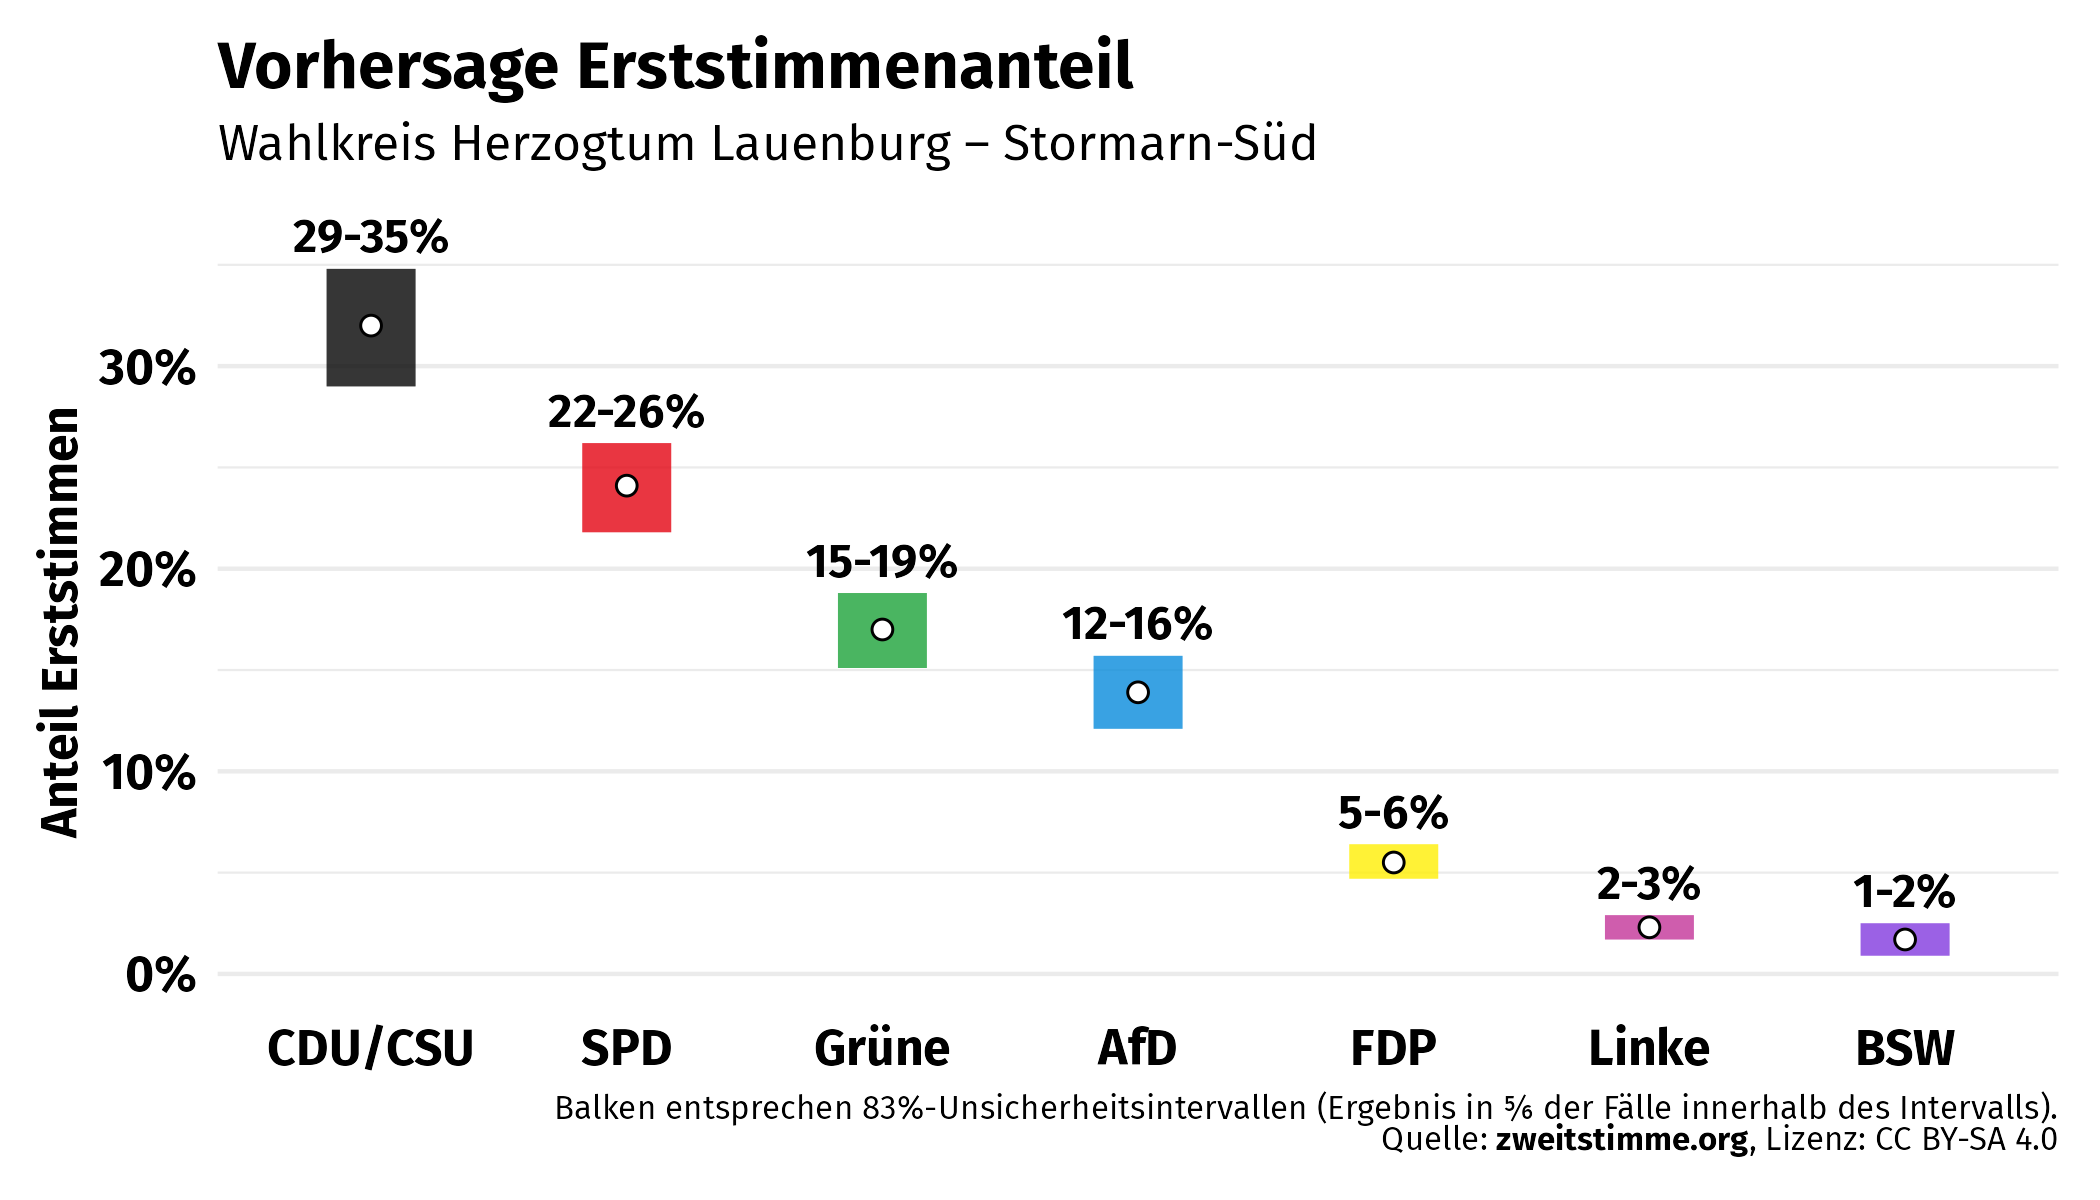 Vorhersage Erststimmenanteil
Wahlkreis Herzogtum Lauenburg – Stormarn-Süd
Anteil Erststimmen
30%
20%
10%
0%
29-35%
22-26%
15-19%
12-16%
5-6%
2-3%
1-2%
CDU/CSU SPD Grüne AfD FDP Linke BSW
Balken entsprechen 83%-Unsicherheitsintervallen (Ergebnis in ⅚ der Fälle innerhalb des Intervalls).
Quelle: zweitstimme.org, Lizenz: CC BY-SA 4.0